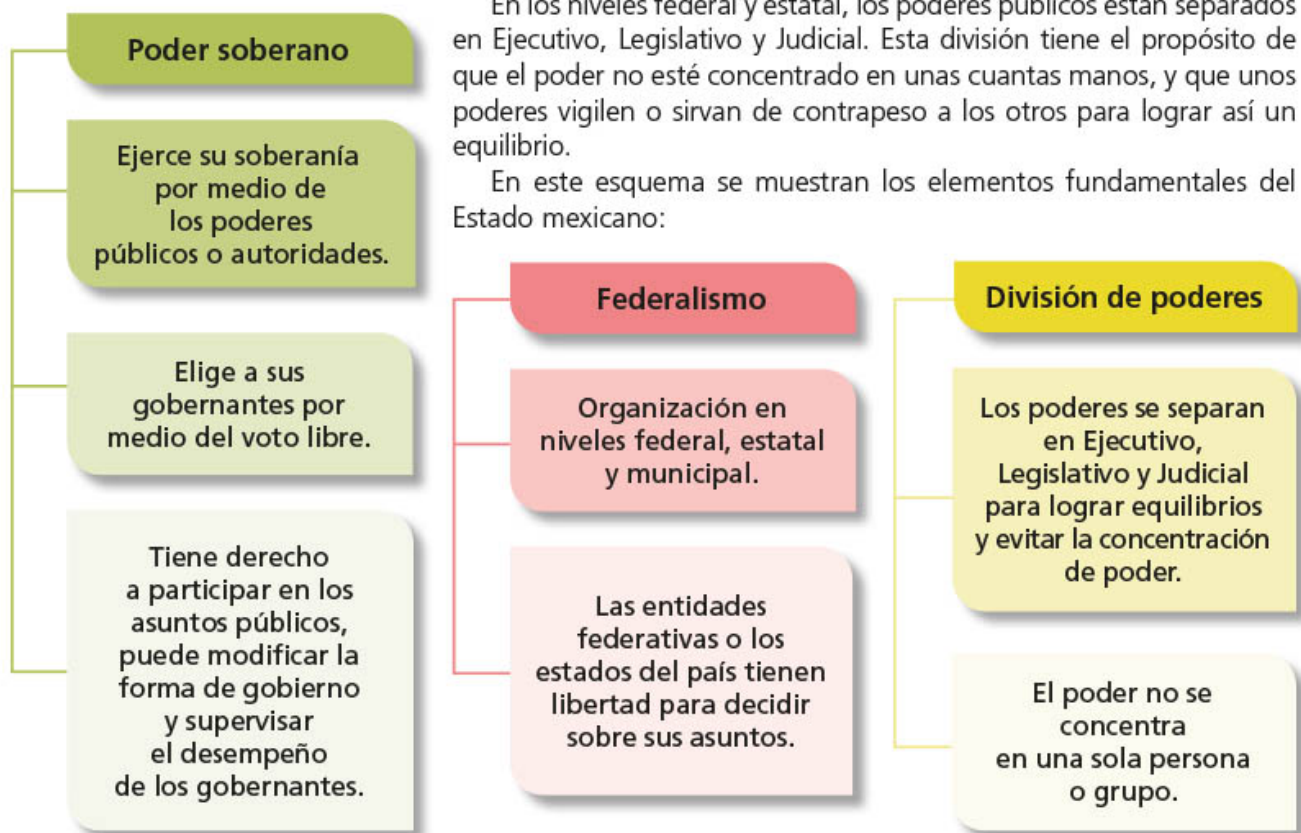 Poder soberano
Ejerce su soberanía
por medio de
los poderes
públicos o autoridades.
Elige a sus
gobernantes por
medio del voto libre.
Tiene derecho
a participar en los
asuntos públicos,
puede modificar la
forma de gobierno
y supervisar
el desempeño
de los gobernantes.
En los niveles federal y estatal, los poderes públicos están separados
en Ejecutivo, Legislativo y Judicial. Esta división tiene el propósito de
que el poder no esté concentrado en unas cuantas manos, y que unos
poderes vigilen o sirvan de contrapeso a los otros para lograr así un
equilibrio.
En este esquema se muestran los elementos fundamentales del
Estado mexicano:
Federalismo
Organización en
niveles federal, estatal
y municipal.
Las entidades
federativas o los
estados del país tienen
libertad para decidir
sobre sus asuntos.
División de poderes
Los poderes se separan
en Ejecutivo,
Legislativo y Judicial
para lograr equilibrios
y evitar la concentración
de poder.
El poder no se
concentra
en una sola persona
o grupo.